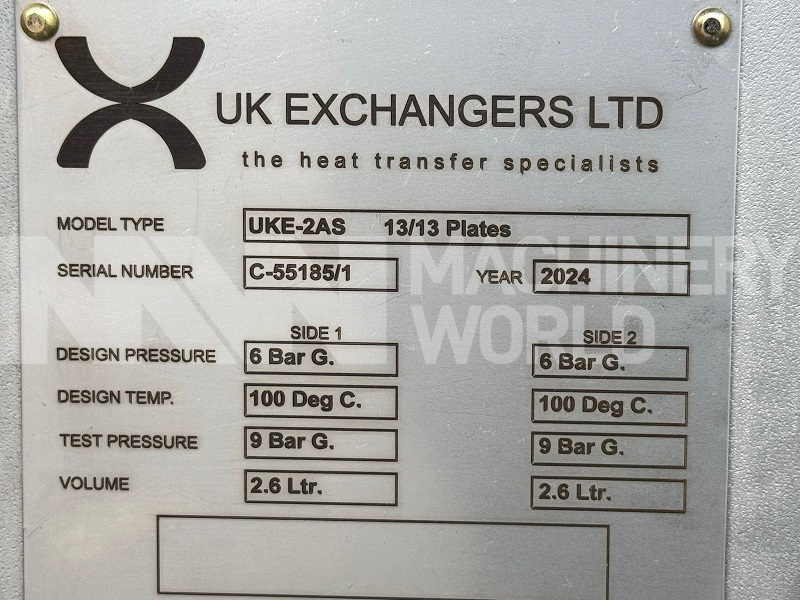 UK EXCHANGERS LTD
the heat transfer specialists
MODEL TYPE UKE-2AS 13/13 Plates
SERIAL NUMBER C-55185/1 YEAR 2024
SIDE 1 SIDE 2
DESIGN PRESSURE 6 Bar G. 6 Bar G.
DESIGN TEMP. 100 Deg C. 100 Deg C.
TEST PRESSURE 9 Bar G. 9 Bar G.
VOLUME 2.6 Ltr. 2.6 Ltr.
MACHINERY
WORLD